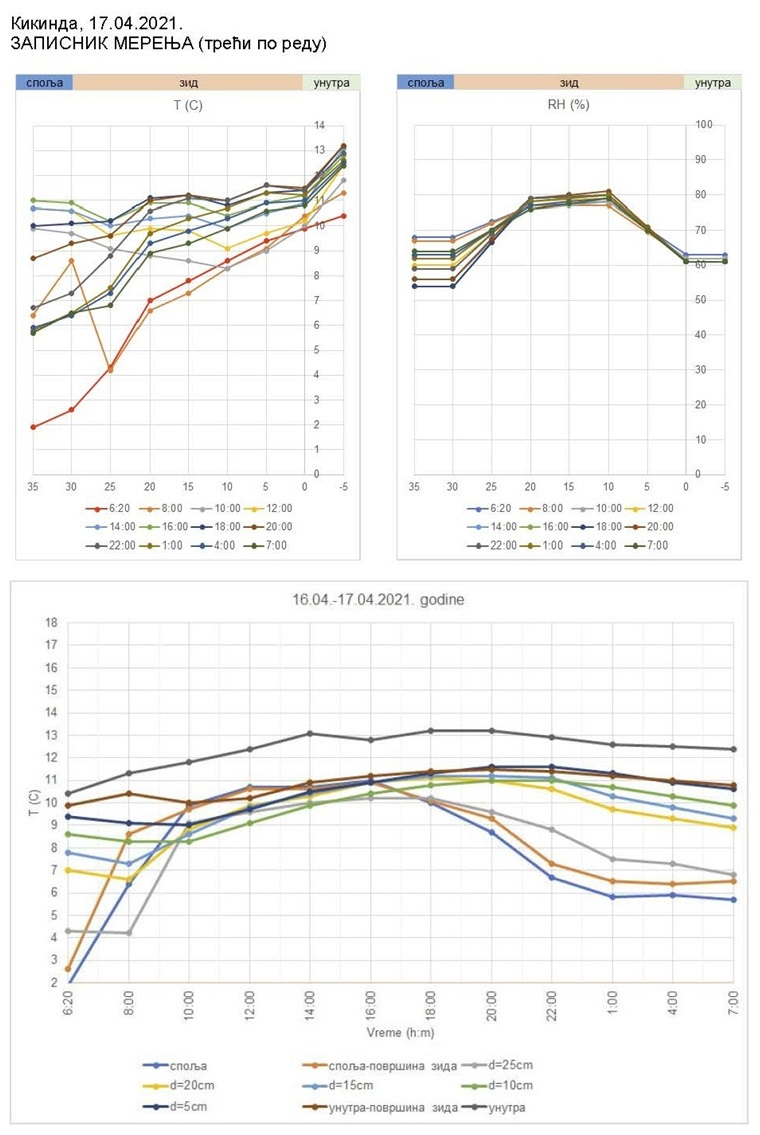 Кикинда, 17.04.2021.
ЗАПИСНИК МЕРЕЊА (трећи по реду)
споља зид унутра
T (C)
14
13
12
11
10
9
8
7
6
5
4
3
2
1
0
35 30 25 20 15 10 5 0 -5
6:20 8:00 10:00 12:00
14:00 16:00 18:00 20:00
22:00 1:00 4:00 7:00
споља зид унутра
RH (%)
100
90
80
70
60
50
40
30
20
10
0
35 30 25 20 15 10 5 0 -5
6:20 8:00 10:00 12:00
14:00 16:00 18:00 20:00
22:00 1:00 4:00 7:00
16.04.-17.04.2021. godine
T (C)
18
17
16
15
14
13
12
11
10
9
8
7
6
5
4
3
2
6:20 8:00 10:00 12:00 14:00 16:00 18:00 20:00 22:00 1:00 4:00 7:00
Vreme (h:m)
споља споља-површина зида d=25cm
d=20cm d=15cm d=10cm
d=5cm унутра-површина зида унутра